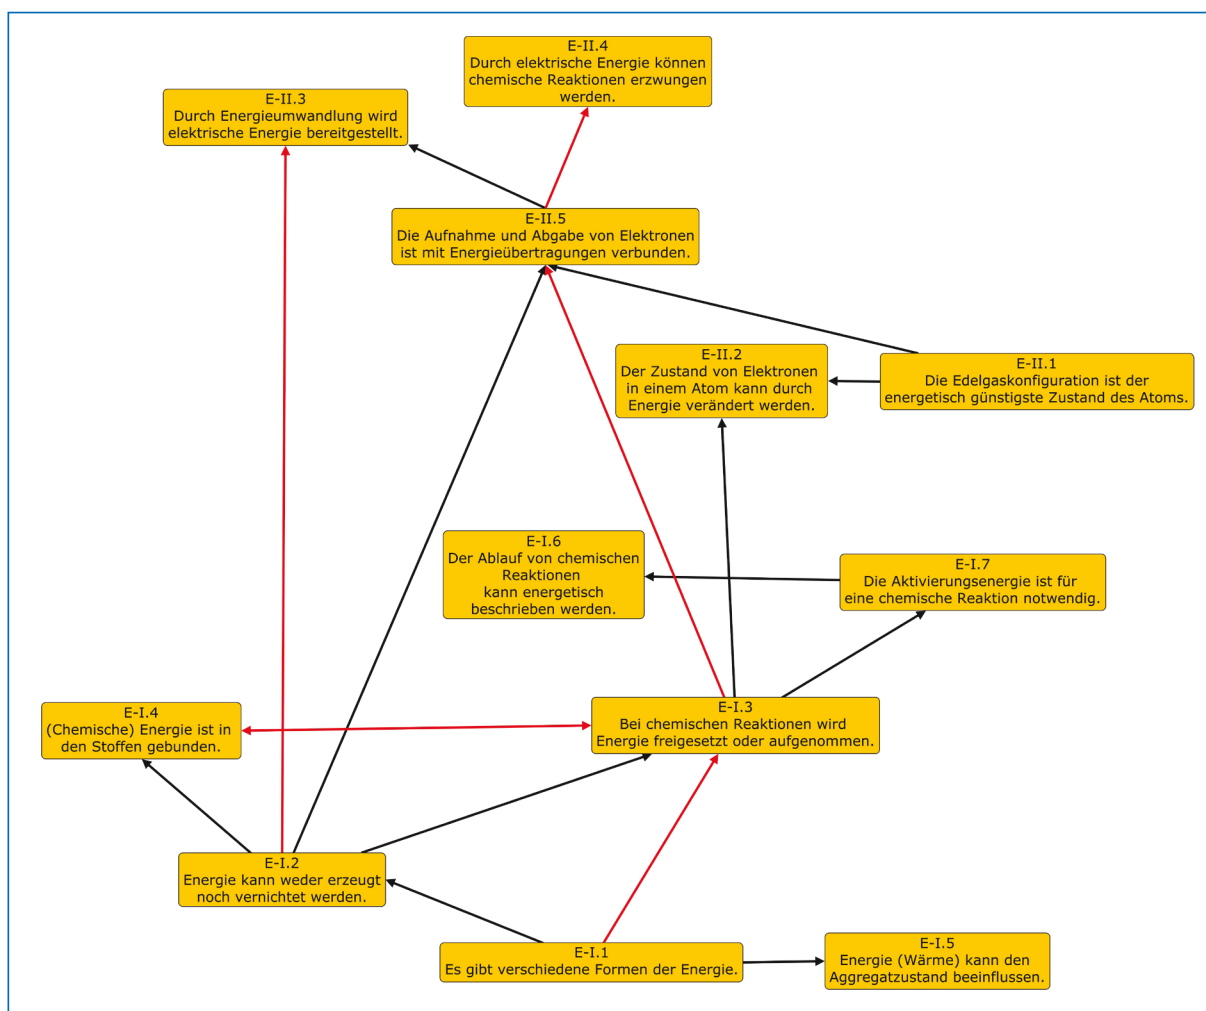 E-II.4
Durch elektrische Energie können
chemische Reaktionen erzwungen
werden.
E-II.3
Durch Energieumwandlung wird
elektrische Energie bereitgestellt.
E-II.5
Die Aufnahme und Abgabe von Elektronen
ist mit Energieübertragungen verbunden.
E-II.2
Der Zustand von Elektronen
in einem Atom kann durch
Energie verändert werden.
E-II.1
Die Edelgaskonfiguration ist der
energetisch günstigste Zustand des Atoms.
E-I.6
Der Ablauf von chemischen
Reaktionen
kann energetisch
beschrieben werden.
E-I.7
Die Aktivierungsenergie ist für
eine chemische Reaktion notwendig.
E-I.4
(Chemische) Energie ist in
den Stoffen gebunden.
E-I.3
Bei chemischen Reaktionen wird
Energie freigesetzt oder aufgenommen.
E-I.2
Energie kann weder erzeugt
noch vernichtet werden.
E-I.1
Es gibt verschiedene Formen der Energie.
E-I.5
Energie (Wärme) kann den
Aggregatzustand beeinflussen.